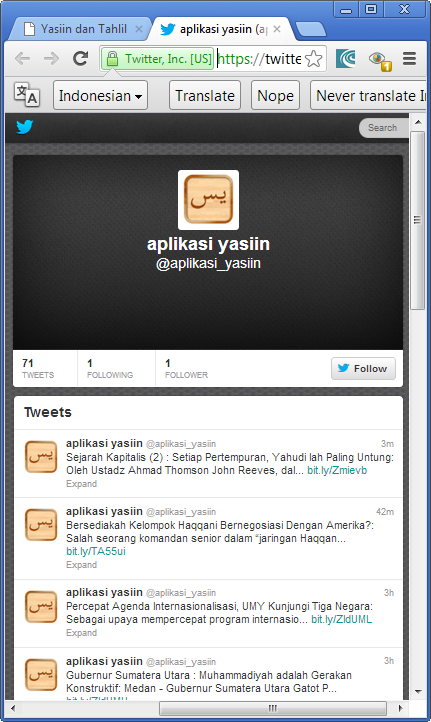 Yasiin dan Tahlil
aplikasi yasiin (a
Twitter, Inc. [US] https://twitte
1
Indonesian Translate Nope Never translate In
Search
يس
aplikasi yasiin
@aplikasi_yasiin
71 1 1
TWEETS FOLLOWING FOLLOWER
Follow
Tweets
يس
aplikasi yasiin @aplikasi_yasiin 3m
Sejarah Kapitalis (2) : Setiap Pertempuran, Yahudi lah Paling Untung:
Oleh Ustadz Ahmad Thomson John Reeves, dal... bit.ly/Zmievb
Expand
يس
aplikasi yasiin @aplikasi_yasiin 42m
Bersediakah Kelompok Haqqani Bernegosiasi Dengan Amerika?:
Salah seorang komandan senior dalam “jaringan Haqqan...
bit.ly/TA55ui
Expand
يس
aplikasi yasiin @aplikasi_yasiin 3h
Percepat Agenda Internasionalisasi, UMY Kunjungi Tiga Negara:
Sebagai upaya mempercepat program internasio... bit.ly/ZldUML
Expand
يس
aplikasi yasiin @aplikasi_yasiin 3h
Gubernur Sumatera Utara : Muhammadiyah adalah Gerakan
Konstruktif: Medan - Gubernur Sumatera Utara Gatot P...